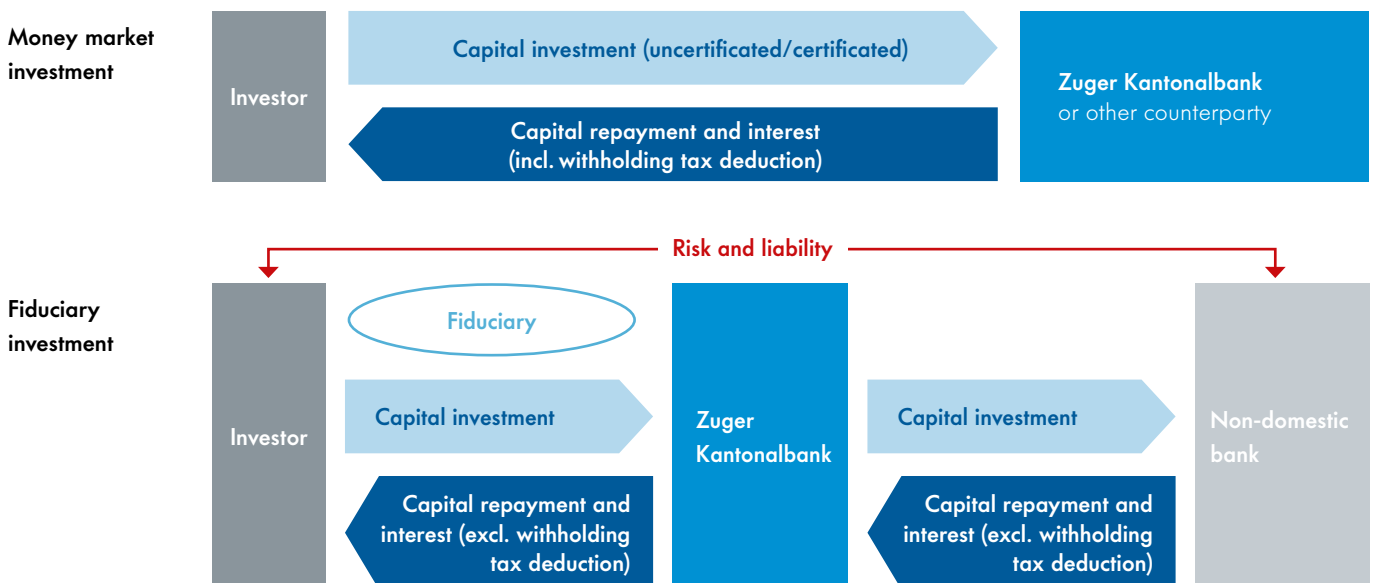 Money market
investment
Investor
Capital investment (uncertificated/certificated)
Capital repayment and interest
(incl. withholding tax deduction)
Zuger Kantonalbank
or other counterparty
Risk and liability
Fiduciary
investment
Investor
Fiduciary
Capital investment
Capital repayment and
interest (excl. withholding
tax deduction)
Zuger
Kantonalbank
Capital investment
Capital repayment and
interest (excl. withholding
tax deduction)
Non-domestic
bank